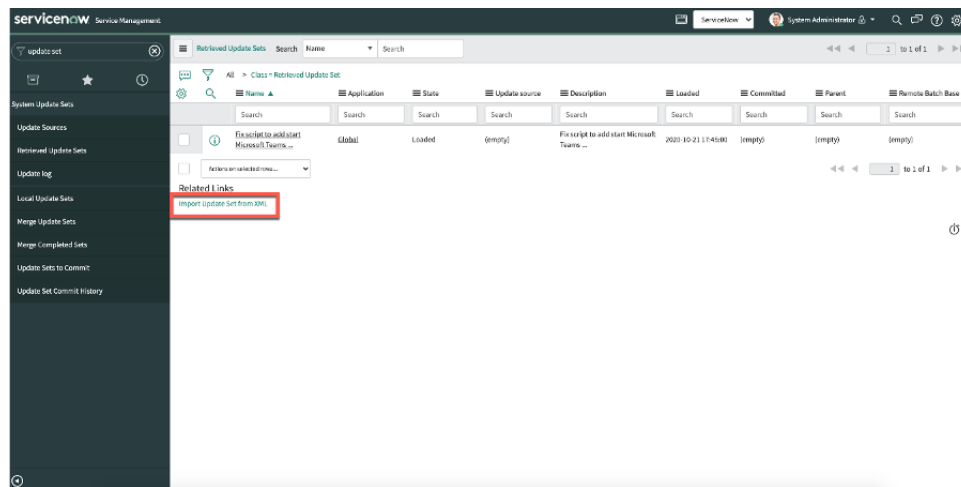 servicenow Service Management
ServiceNow
System Administrator
update set
Retrieved Update Sets Search Name Search
1 to 1 of 1
All > Class = Retrieved Update Set
Name Application State Update source Description Loaded Committed Parent Remote Batch Base
Search Search Search Search Search Search Search Search Search
System Update Sets
Update Sources
Retrieved Update Sets
Update log
Local Update Sets
Merge Update Sets
Merge Completed Sets
Update Sets to Commit
Update Set Commit History
Fix script to add start Microsoft Teams ...
Global
Loaded
(empty)
Fix script to add start Microsoft Teams ...
2020-10-21 17:45:00
(empty)
(empty)
(empty)
Actions on selected rows...
1 to 1 of 1
Related Links
Import Update Set from XML